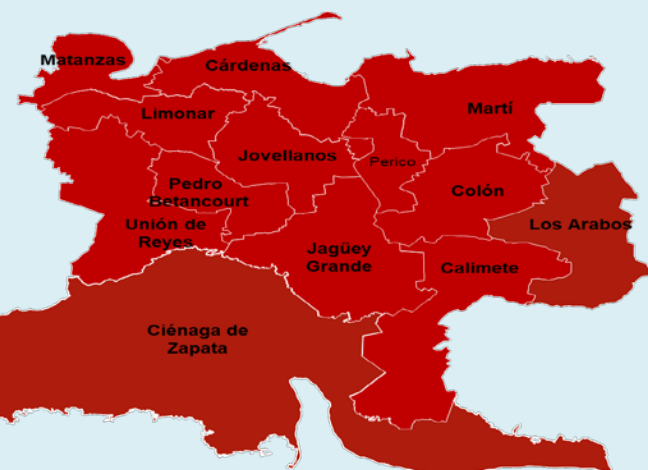 Matanzas
Cárdenas
Martí
Limonar
Jovellanos
Perico
Pedro
Betancourt
Colón
Unión de
Reyes
Los Arabos
Jagüey
Grande
Calimete
Ciénaga de
Zapata